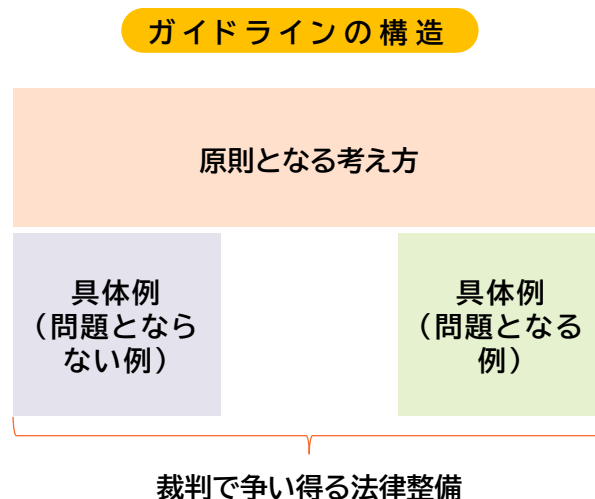 ガイドラインの構造
原則となる考え方
具体例
（問題となら
ない例）
具体例
（問題となる
例）
裁判で争い得る法律整備